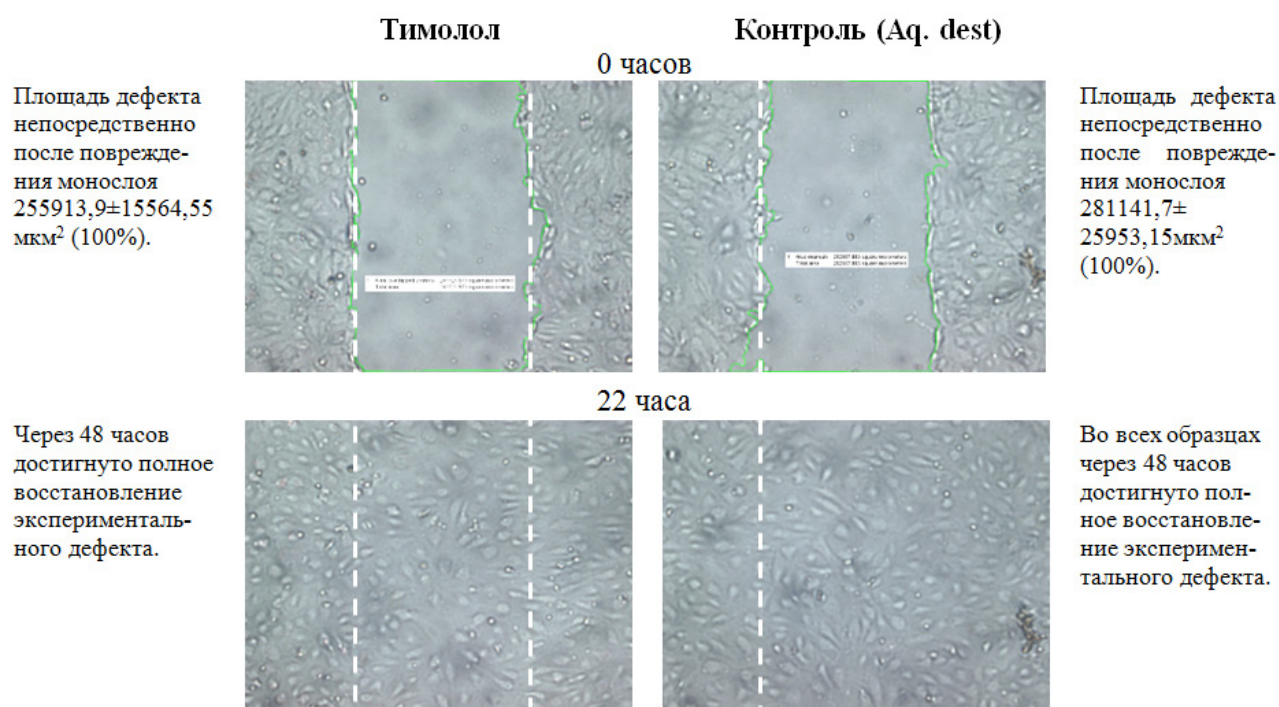 Тимолол
Контроль (Aq. dest)
0 часов
Площадь дефекта
непосредственно
после поврежде-
ния монослоя
255913,9±15564,55
мкм² (100%).
Площадь дефекта
непосредственно
после поврежде-
ния монослоя
281141,7±
25953,15мкм²
(100%).
22 часа
Через 48 часов
достигнуто полное
восстановление
эксперименталь-
ного дефекта.
Во всех образцах
через 48 часов
достигнуто пол-
ное восстановле-
ние эксперимен-
тального дефекта.